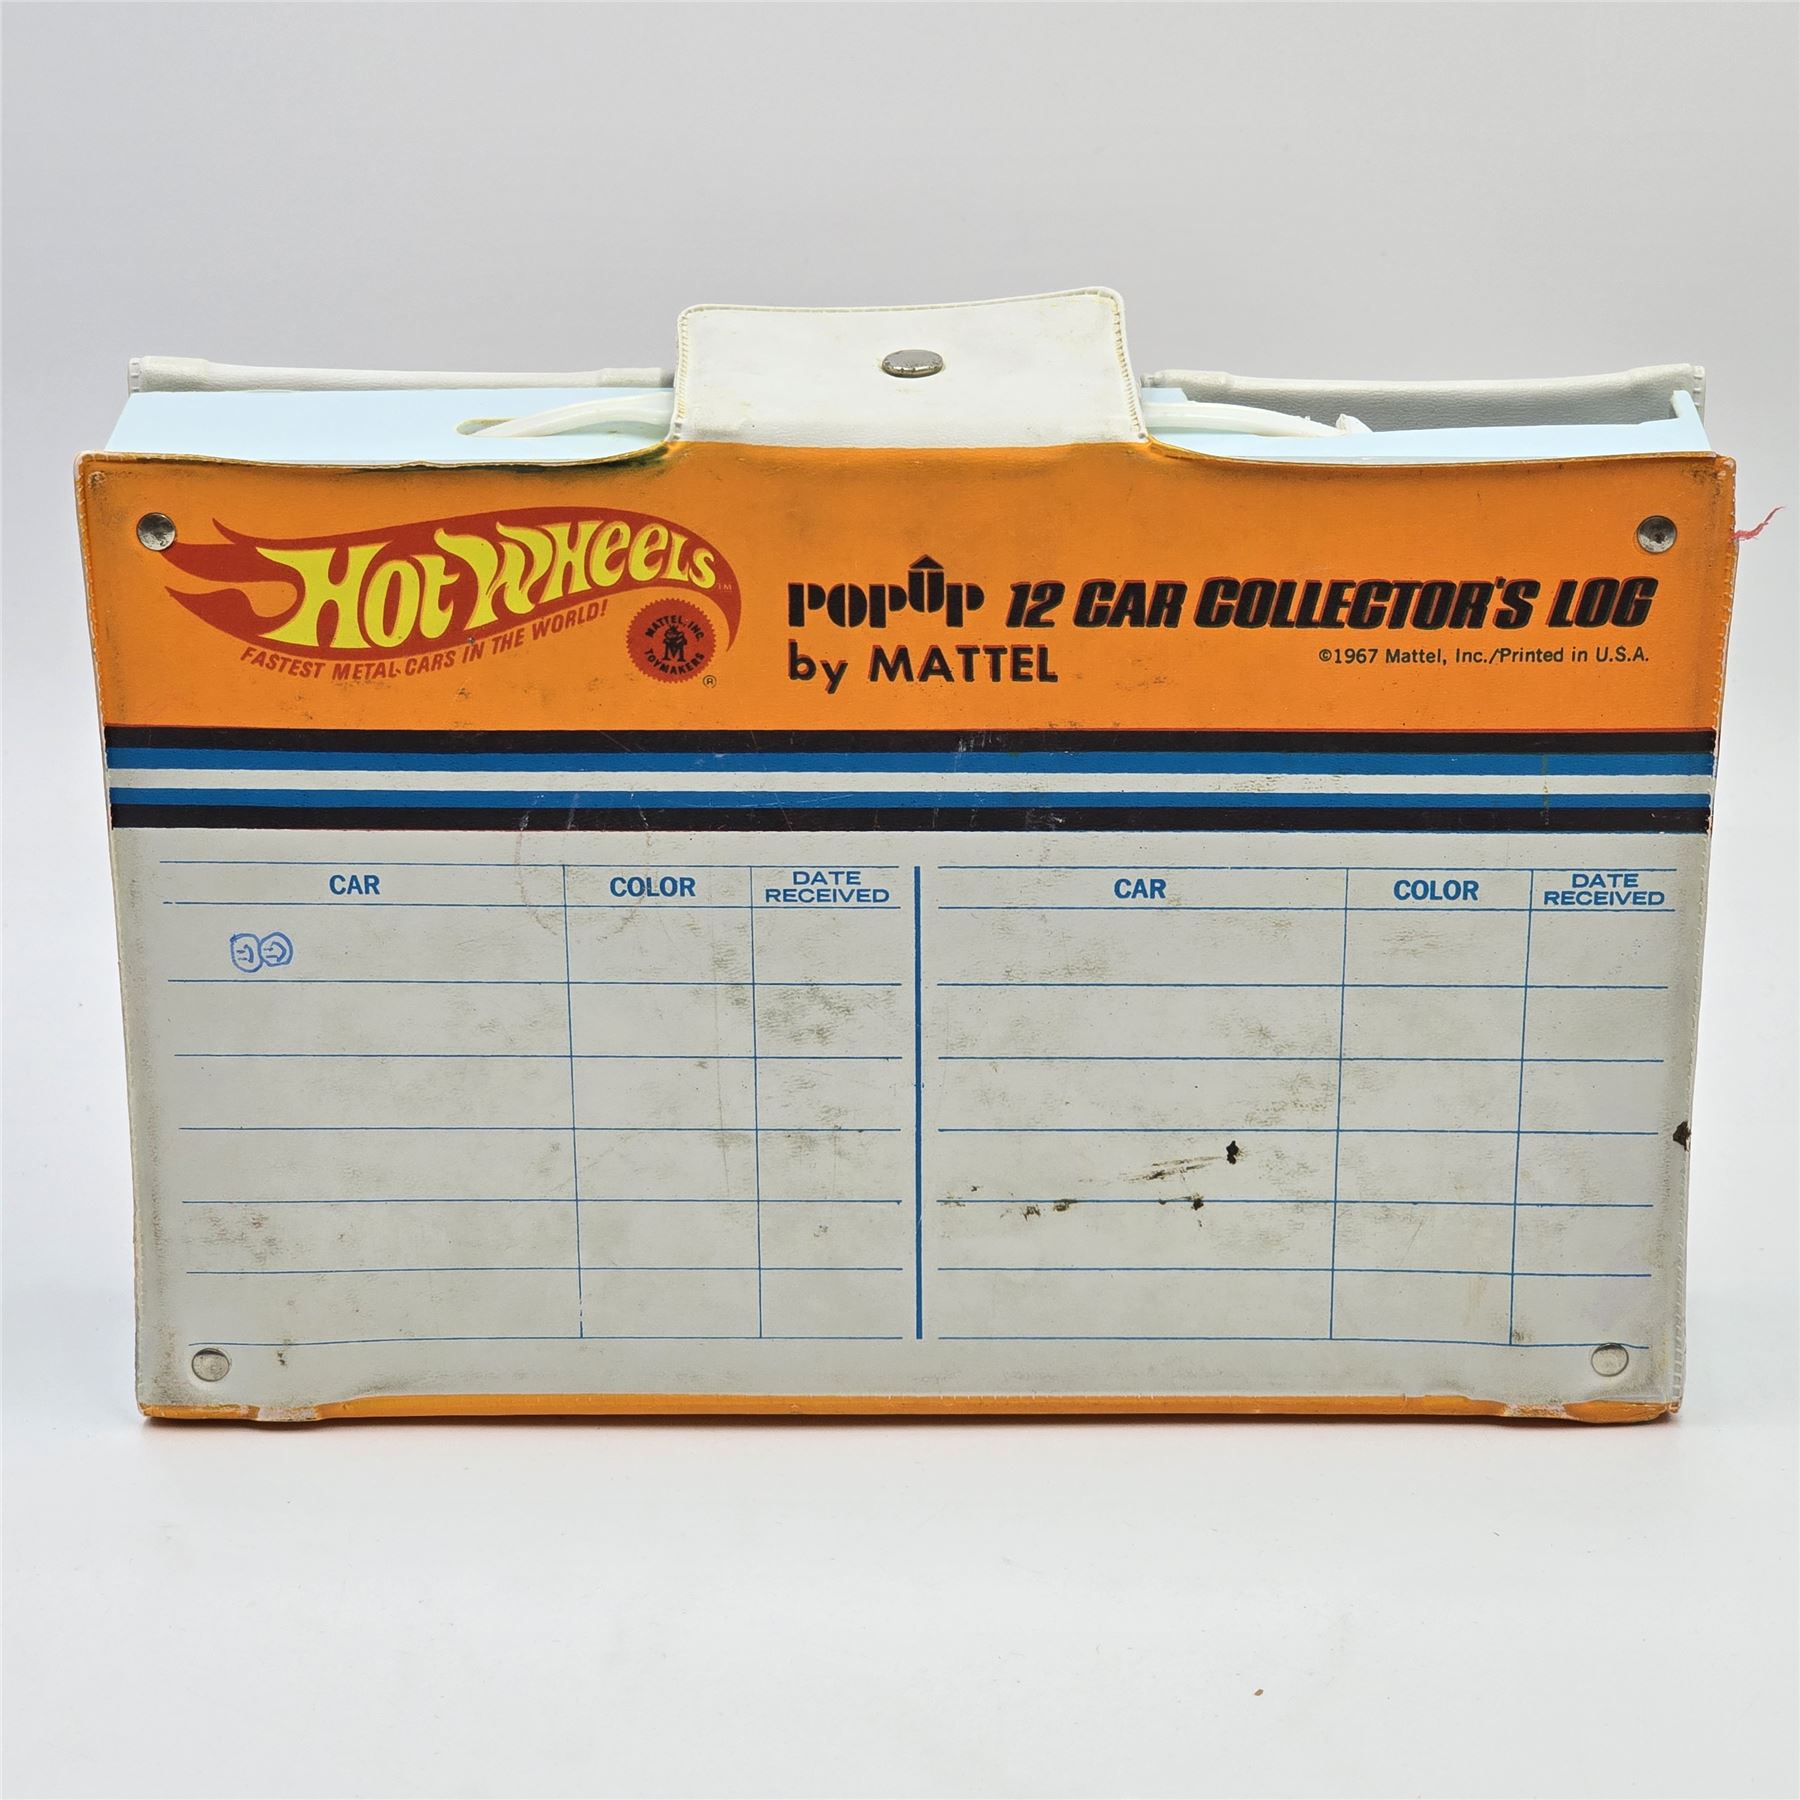 HOT WHEELS TM
FASTEST METAL CARS IN THE WORLD!
MATTEL, INC.
M
TOYMAKERS
®
POPUP 12 CAR COLLECTOR'S LOG
by MATTEL
©1967 Mattel, Inc./Printed in U.S.A.
CAR COLOR DATE RECEIVED CAR COLOR DATE RECEIVED